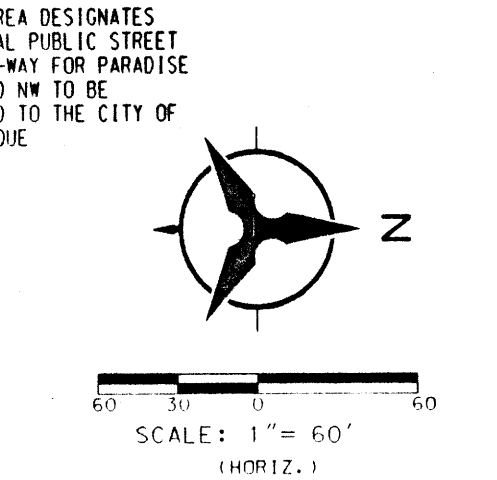 REA DESIGNATES
AL PUBLIC STREET
-WAY FOR PARADISE
D NW TO BE
D TO THE CITY OF
QUE
N
60 30 0 60
SCALE: 1"= 60'
(HORIZ.)